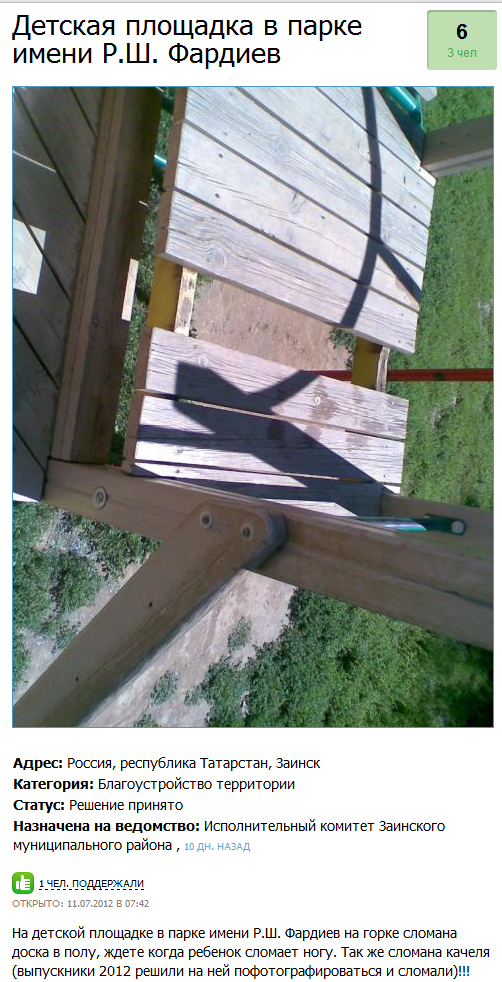 Детская площадка в парке
имени Р.Ш. Фардиев
6
3 чел
Адрес: Россия, республика Татарстан, Заинск
Категория: Благоустройство территории
Статус: Решение принято
Назначена на ведомство: Исполнительный комитет Заинского
муниципального района , 10 ДН. НАЗАД
1 ЧЕЛ. ПОДДЕРЖАЛИ
ОТКРЫТО: 11.07.2012 В 07:42
На детской площадке в парке имени Р.Ш. Фардиев на горке сломана
доска в полу, ждете когда ребенок сломает ногу. Так же сломана качеля
(выпускники 2012 решили на ней пофотографироваться и сломали)!!!